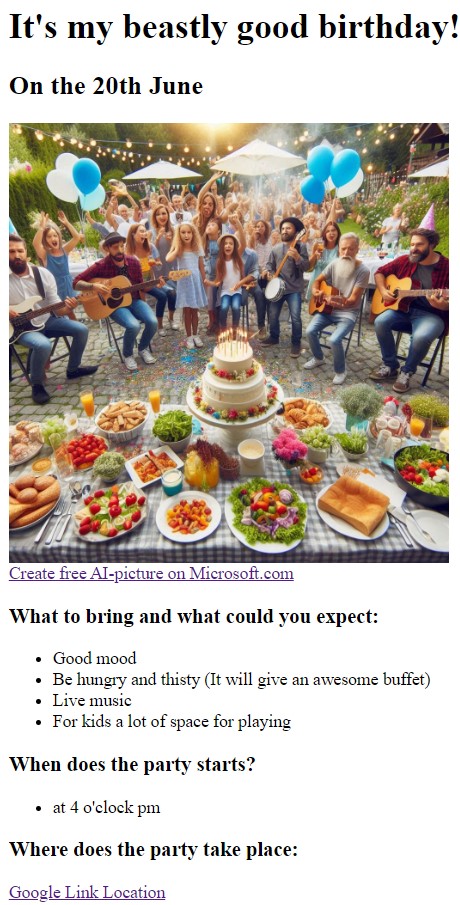 It's my beastly good birthday!
On the 20th June
Create free AI-picture on Microsoft.com
What to bring and what could you expect:
• Good mood
• Be hungry and thisty (It will give an awesome buffet)
• Live music
• For kids a lot of space for playing
When does the party starts?
• at 4 o'clock pm
Where does the party take place:
Google Link Location